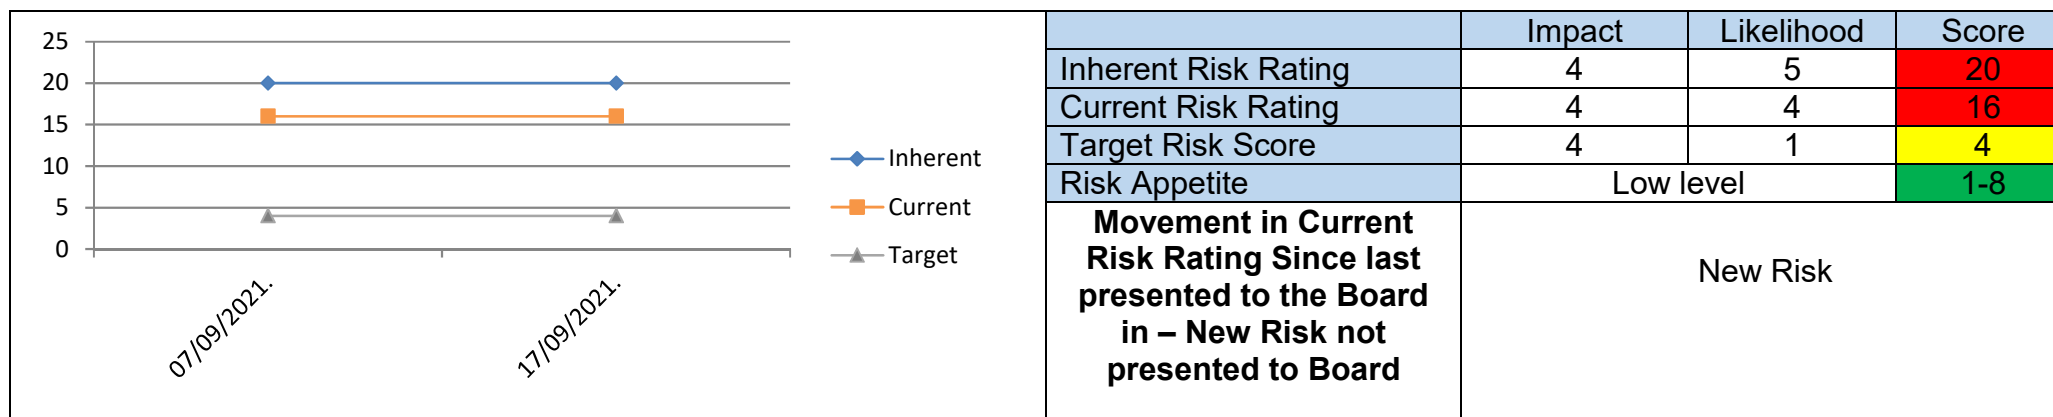 25
20
15
10
5
0
07/09/2021.
17/09/2021.
Inherent
Current
Target
Impact Likelihood Score
Inherent Risk Rating 4 5 20
Current Risk Rating 4 4 16
Target Risk Score 4 1 4
Risk Appetite Low level 1-8
Movement in Current
Risk Rating Since last
presented to the Board
in – New Risk not
presented to Board
New Risk